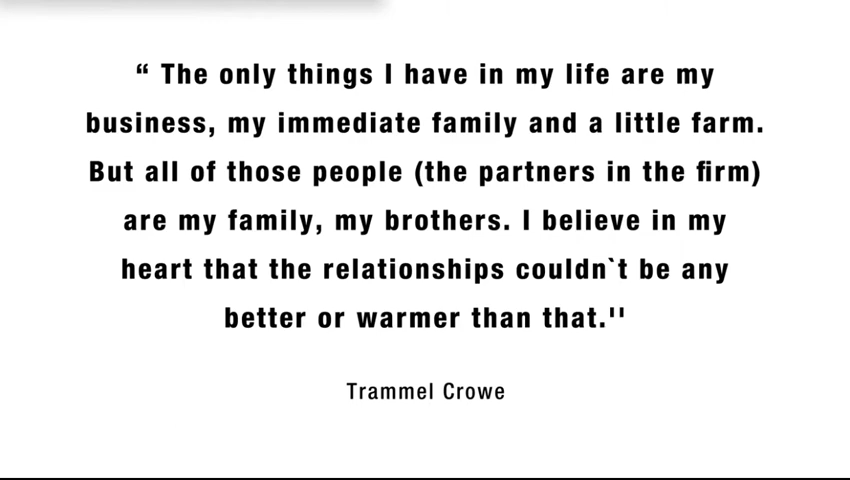 “ The only things I have in my life are my
business, my immediate family and a little farm.
But all of those people (the partners in the firm)
are my family, my brothers. I believe in my
heart that the relationships couldn`t be any
better or warmer than that.''
Trammel Crowe